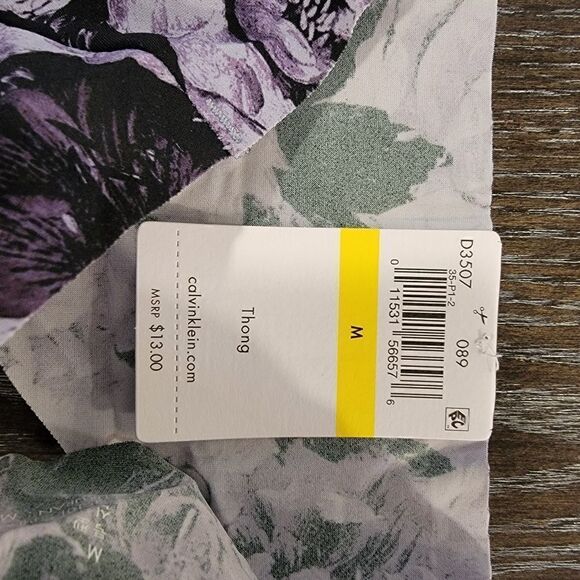 D3507 089
35-P1-2
0 11531 56657 6
M
Thong
calvinklein.com
MSRP $13.00
M